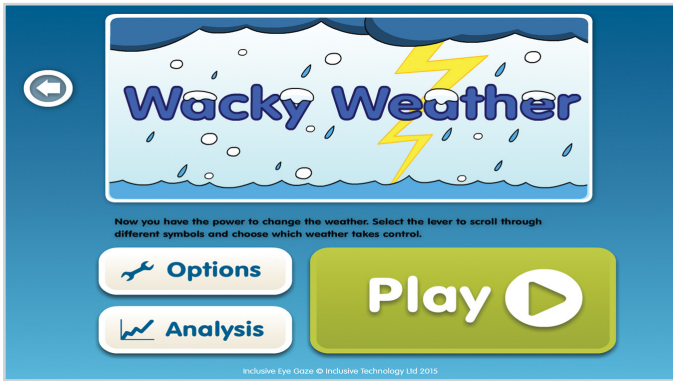 Wacky Weather
Now you have the power to change the weather. Select the lever to scroll through
different symbols and choose which weather takes control.
Options
Play
Analysis
Inclusive Eye Gaze © Inclusive Technology Ltd 2015